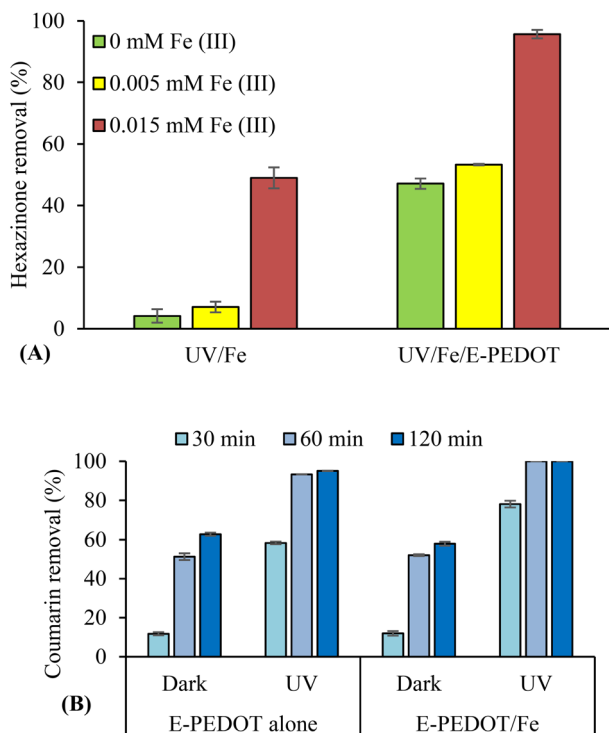 Hexazinone removal (%)
100
80
60
40
20
0
0 mM Fe (III)
0.005 mM Fe (III)
0.015 mM Fe (III)
UV/Fe
UV/Fe/E-PEDOT
(A)
30 min
60 min
120 min
Coumarin removal (%)
100
80
60
40
20
0
Dark
UV
Dark
UV
E-PEDOT alone
E-PEDOT/Fe
(B)